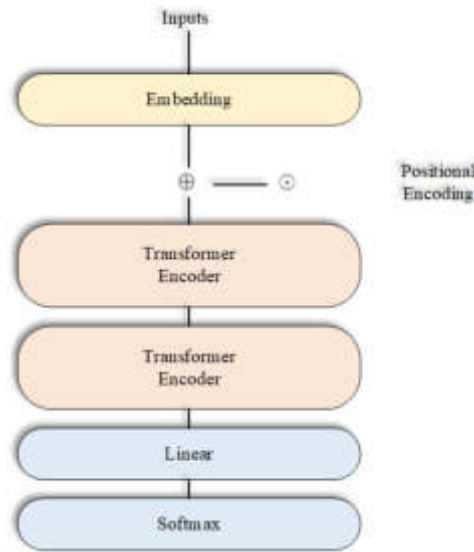 Inputs
Embedding
Positional
Encoding
Transformer
Encoder
Transformer
Encoder
Linear
Softmax